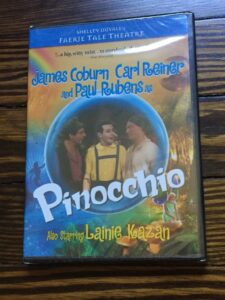 SHELLEY DUVALL'S
FAERIE TALE THEATRE
James Coburn Carl Reiner
and Paul Rubens as
Pinocchio
Also Starring Lainie Kazan